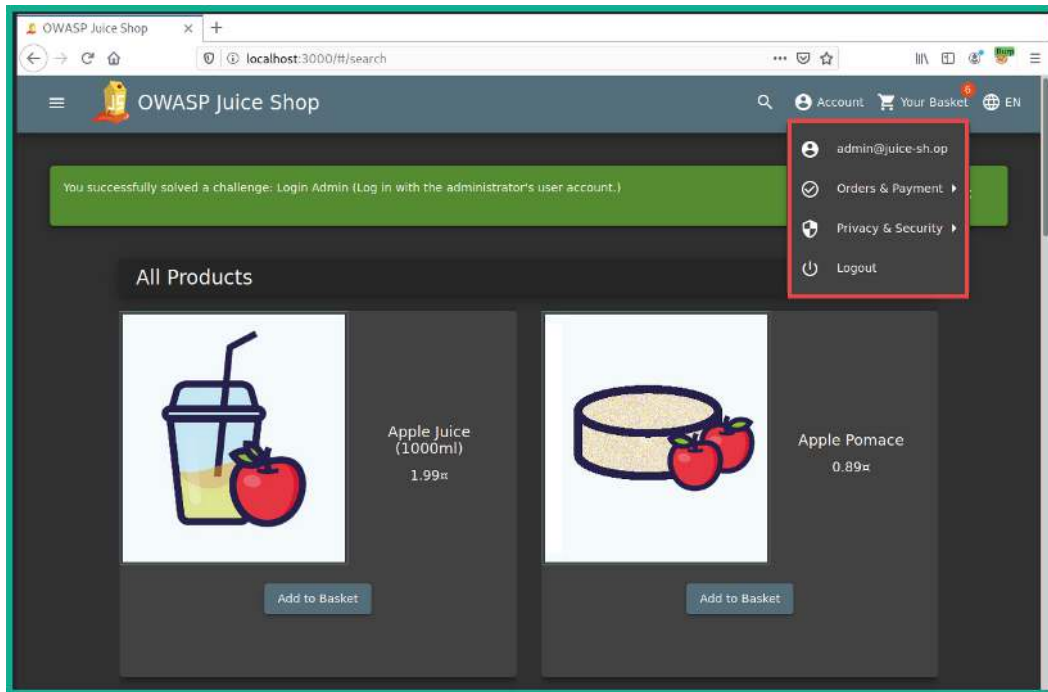 OWASP Juice Shop
localhost:3000/#/search
Burp
OWASP Juice Shop
Account
Your Basket
6
EN
admin@juice-sh.op
You successfully solved a challenge: Login Admin (Log in with the administrator's user account.)
Orders & Payment
Privacy & Security
Logout
All Products
Apple Juice
(1000ml)
1.99¤
Add to Basket
Apple Pomace
0.89¤
Add to Basket